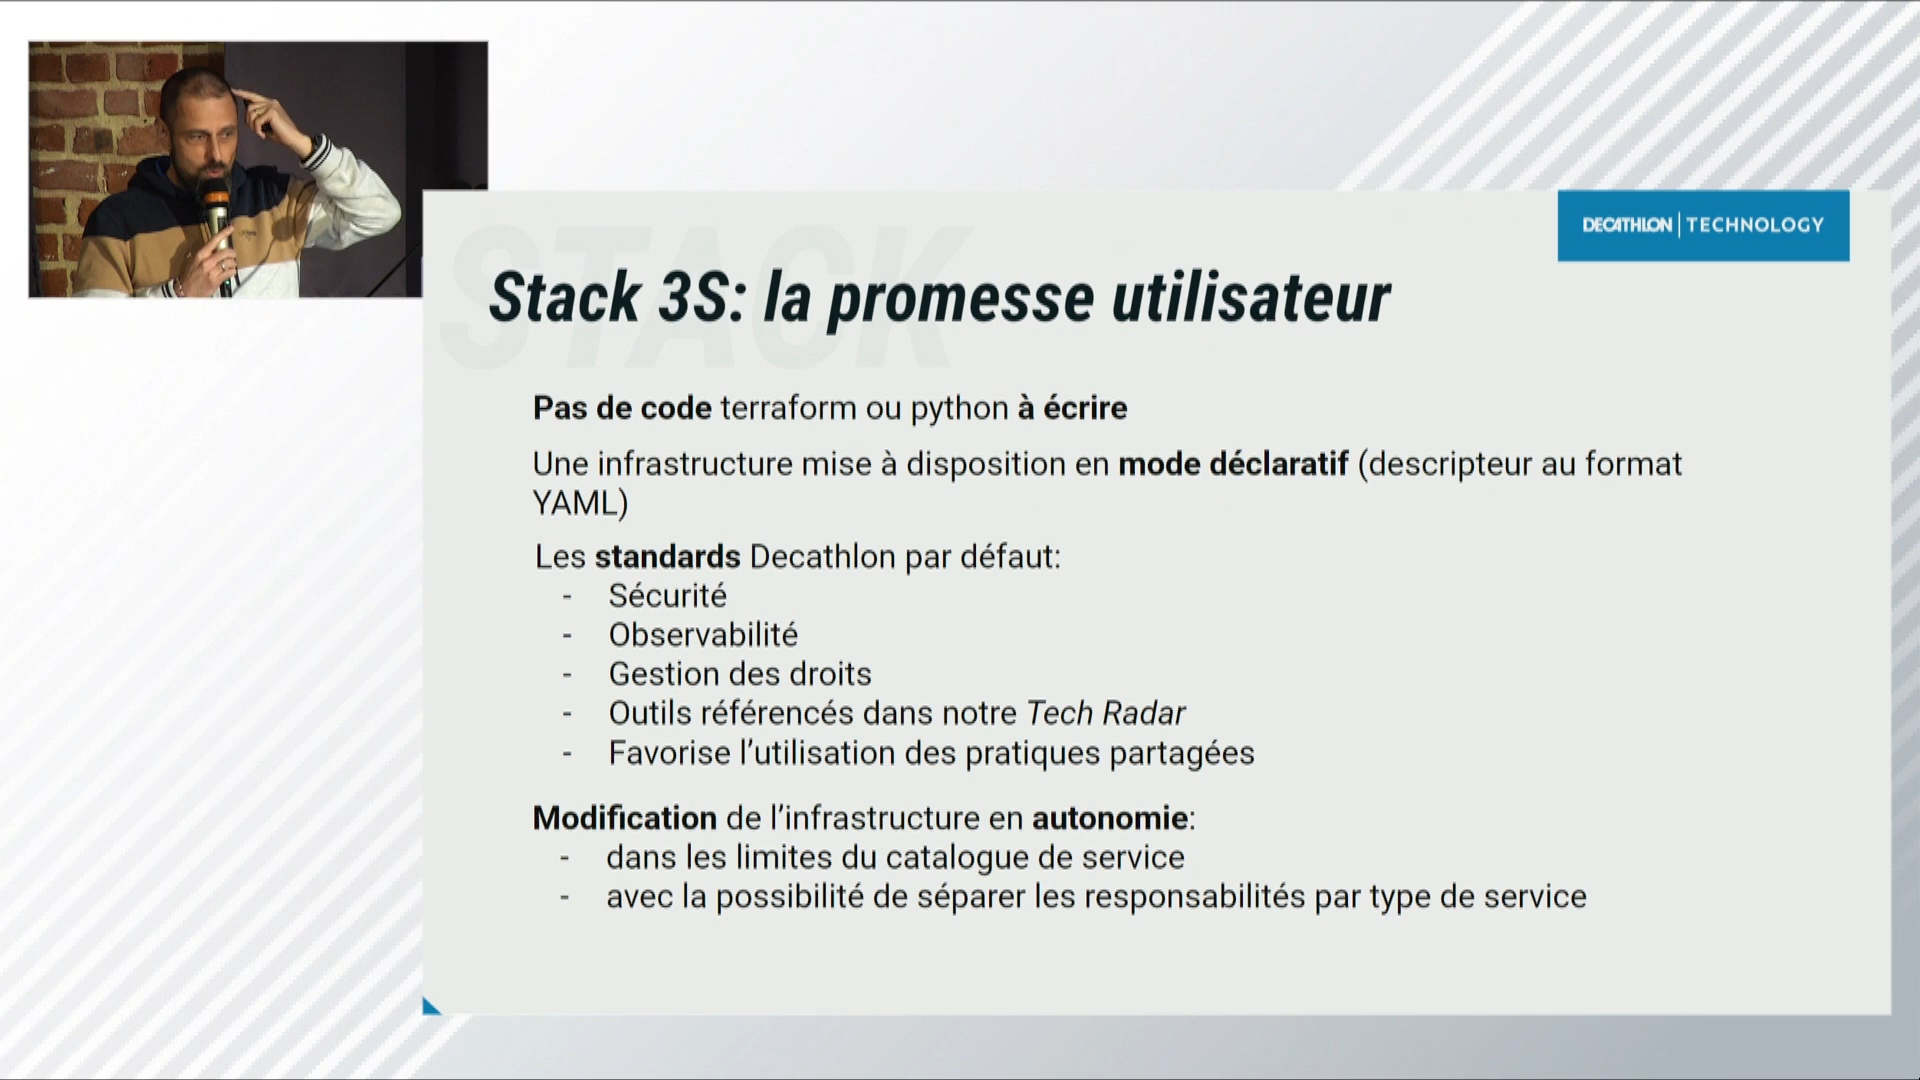 DECATHLON | TECHNOLOGY
STACK
Stack 3S: la promesse utilisateur
Pas de code terraform ou python à écrire
Une infrastructure mise à disposition en mode déclaratif (descripteur au format
YAML)
Les standards Decathlon par défaut:
- Sécurité
- Observabilité
- Gestion des droits
- Outils référencés dans notre Tech Radar
- Favorise l’utilisation des pratiques partagées
Modification de l’infrastructure en autonomie:
- dans les limites du catalogue de service
- avec la possibilité de séparer les responsabilités par type de service